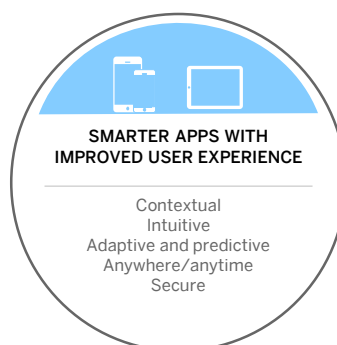 SMARTER APPS WITH
IMPROVED USER EXPERIENCE
Contextual
Intuitive
Adaptive and predictive
Anywhere/anytime
Secure